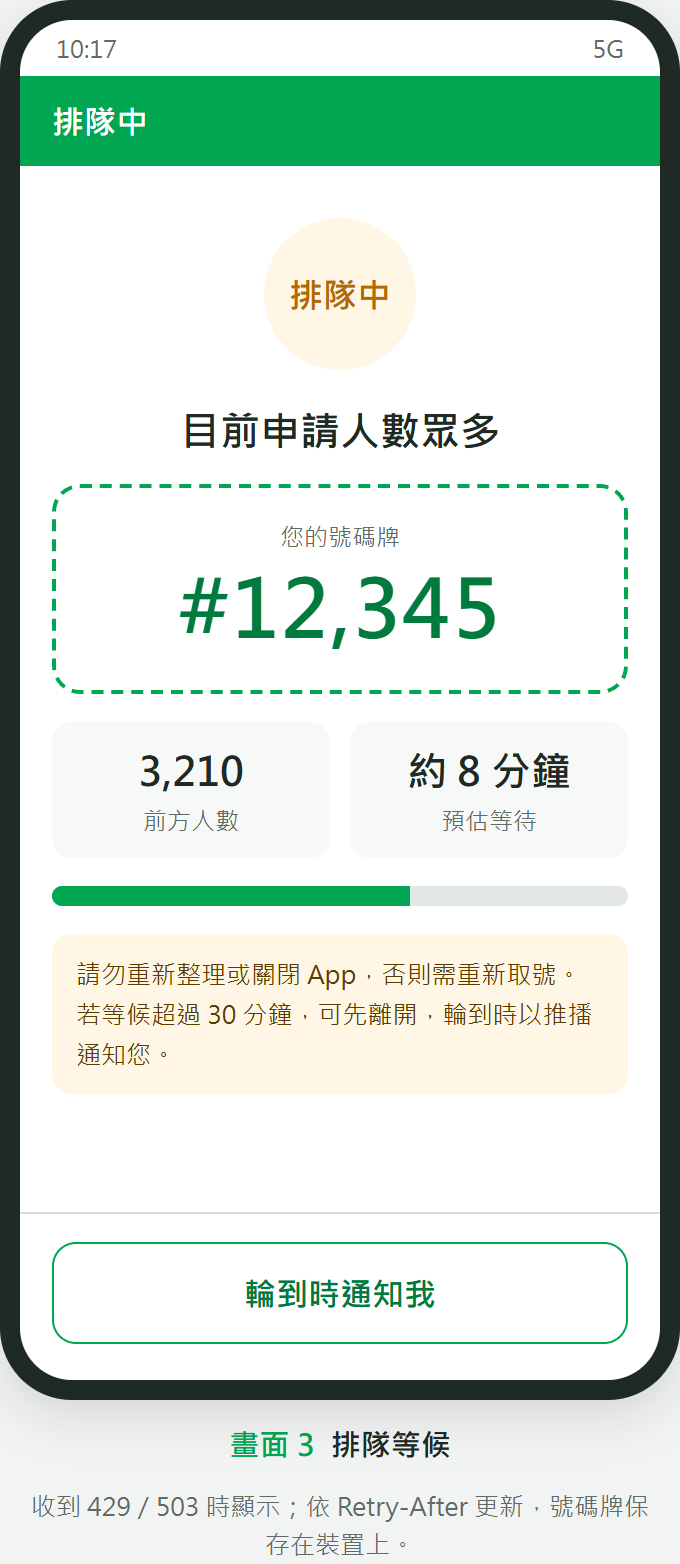 10:17 5G
排隊中
排隊中
目前申請人數眾多
您的號碼牌
#12,345
3,210 約 8 分鐘
前方人數 預估等待
請勿重新整理或關閉 App，否則需重新取號。
若等候超過 30 分鐘，可先離開，輪到時以推播
通知您。
輪到時通知我
畫面 3 排隊等候
收到 429 / 503 時顯示；依 Retry-After 更新，號碼牌保
存在裝置上。